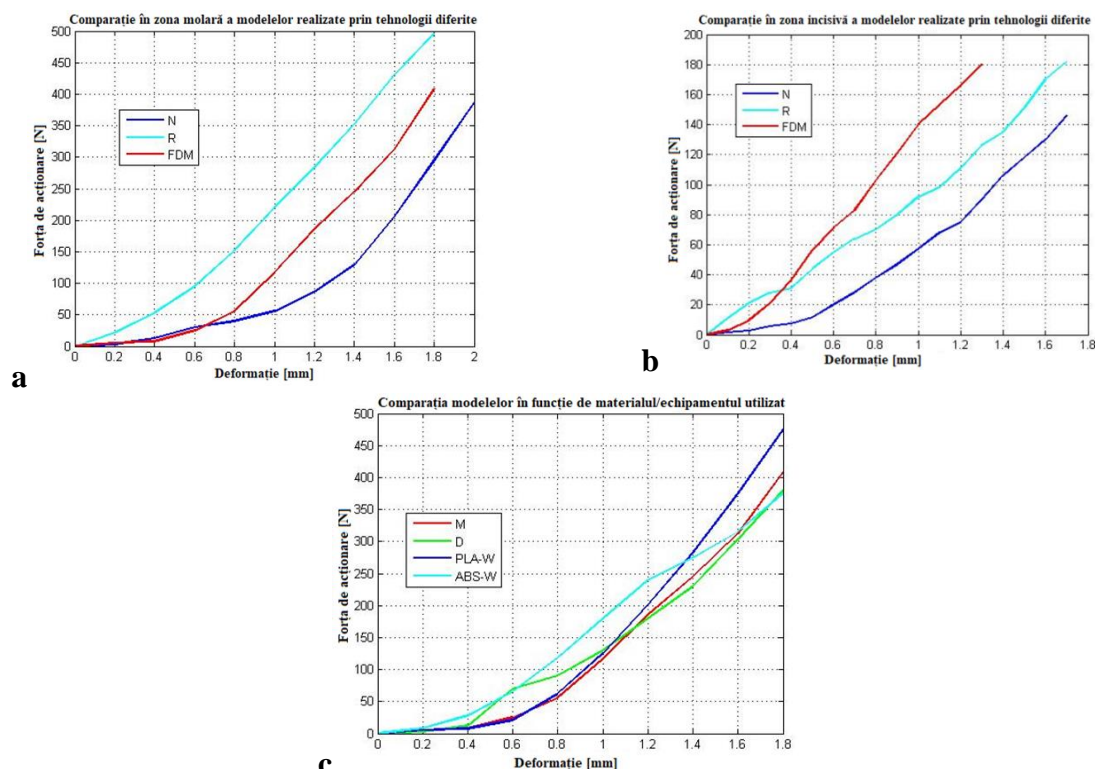 Comparație în zona molară a modelelor realizate prin tehnologii diferite
500
450
400
350
300
250
200
150
100
50
0
Forța de acționare [N]
N
R
FDM
0 0.2 0.4 0.6 0.8 1 1.2 1.4 1.6 1.8 2
Deformație [mm]
a
Comparație în zona incisivă a modelelor realizate prin tehnologii diferite
200
180
160
140
120
100
80
60
40
20
0
Forța de acționare [N]
N
R
FDM
0 0.2 0.4 0.6 0.8 1.0 1.2 1.4 1.6 1.8
Deformație [mm]
b
Comparația modelelor în funcție de materialul/echipamentul utilizat
500
450
400
350
300
250
200
150
100
50
0
Forța de acționare [N]
M
D
PLA-W
ABS-W
0 0.2 0.4 0.6 0.8 1 1.2 1.4 1.6 1.8
Deformație [mm]
c